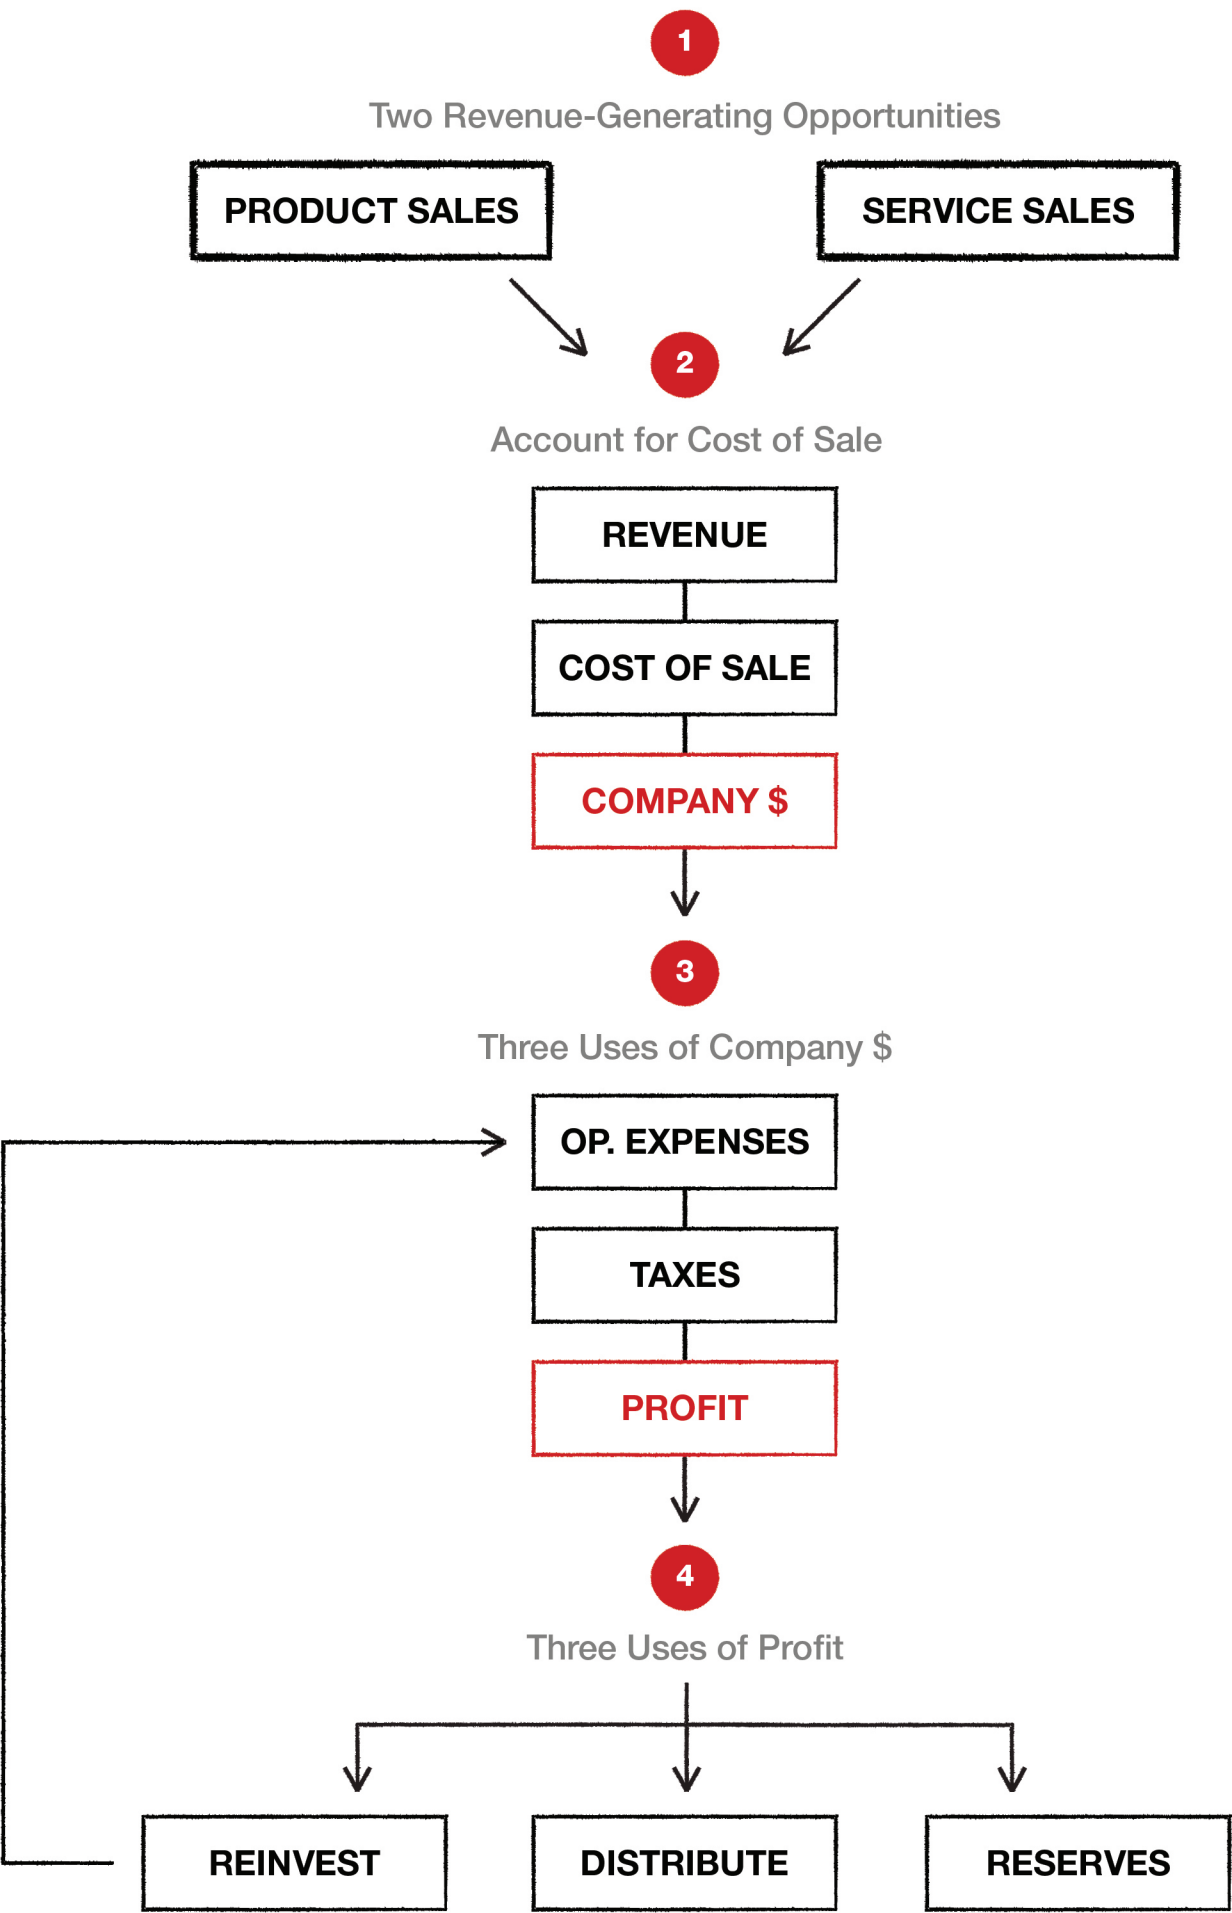 1
Two Revenue-Generating Opportunities
PRODUCT SALES
SERVICE SALES
2
Account for Cost of Sale
REVENUE
COST OF SALE
COMPANY $
3
Three Uses of Company $
OP. EXPENSES
TAXES
PROFIT
4
Three Uses of Profit
REINVEST
DISTRIBUTE
RESERVES